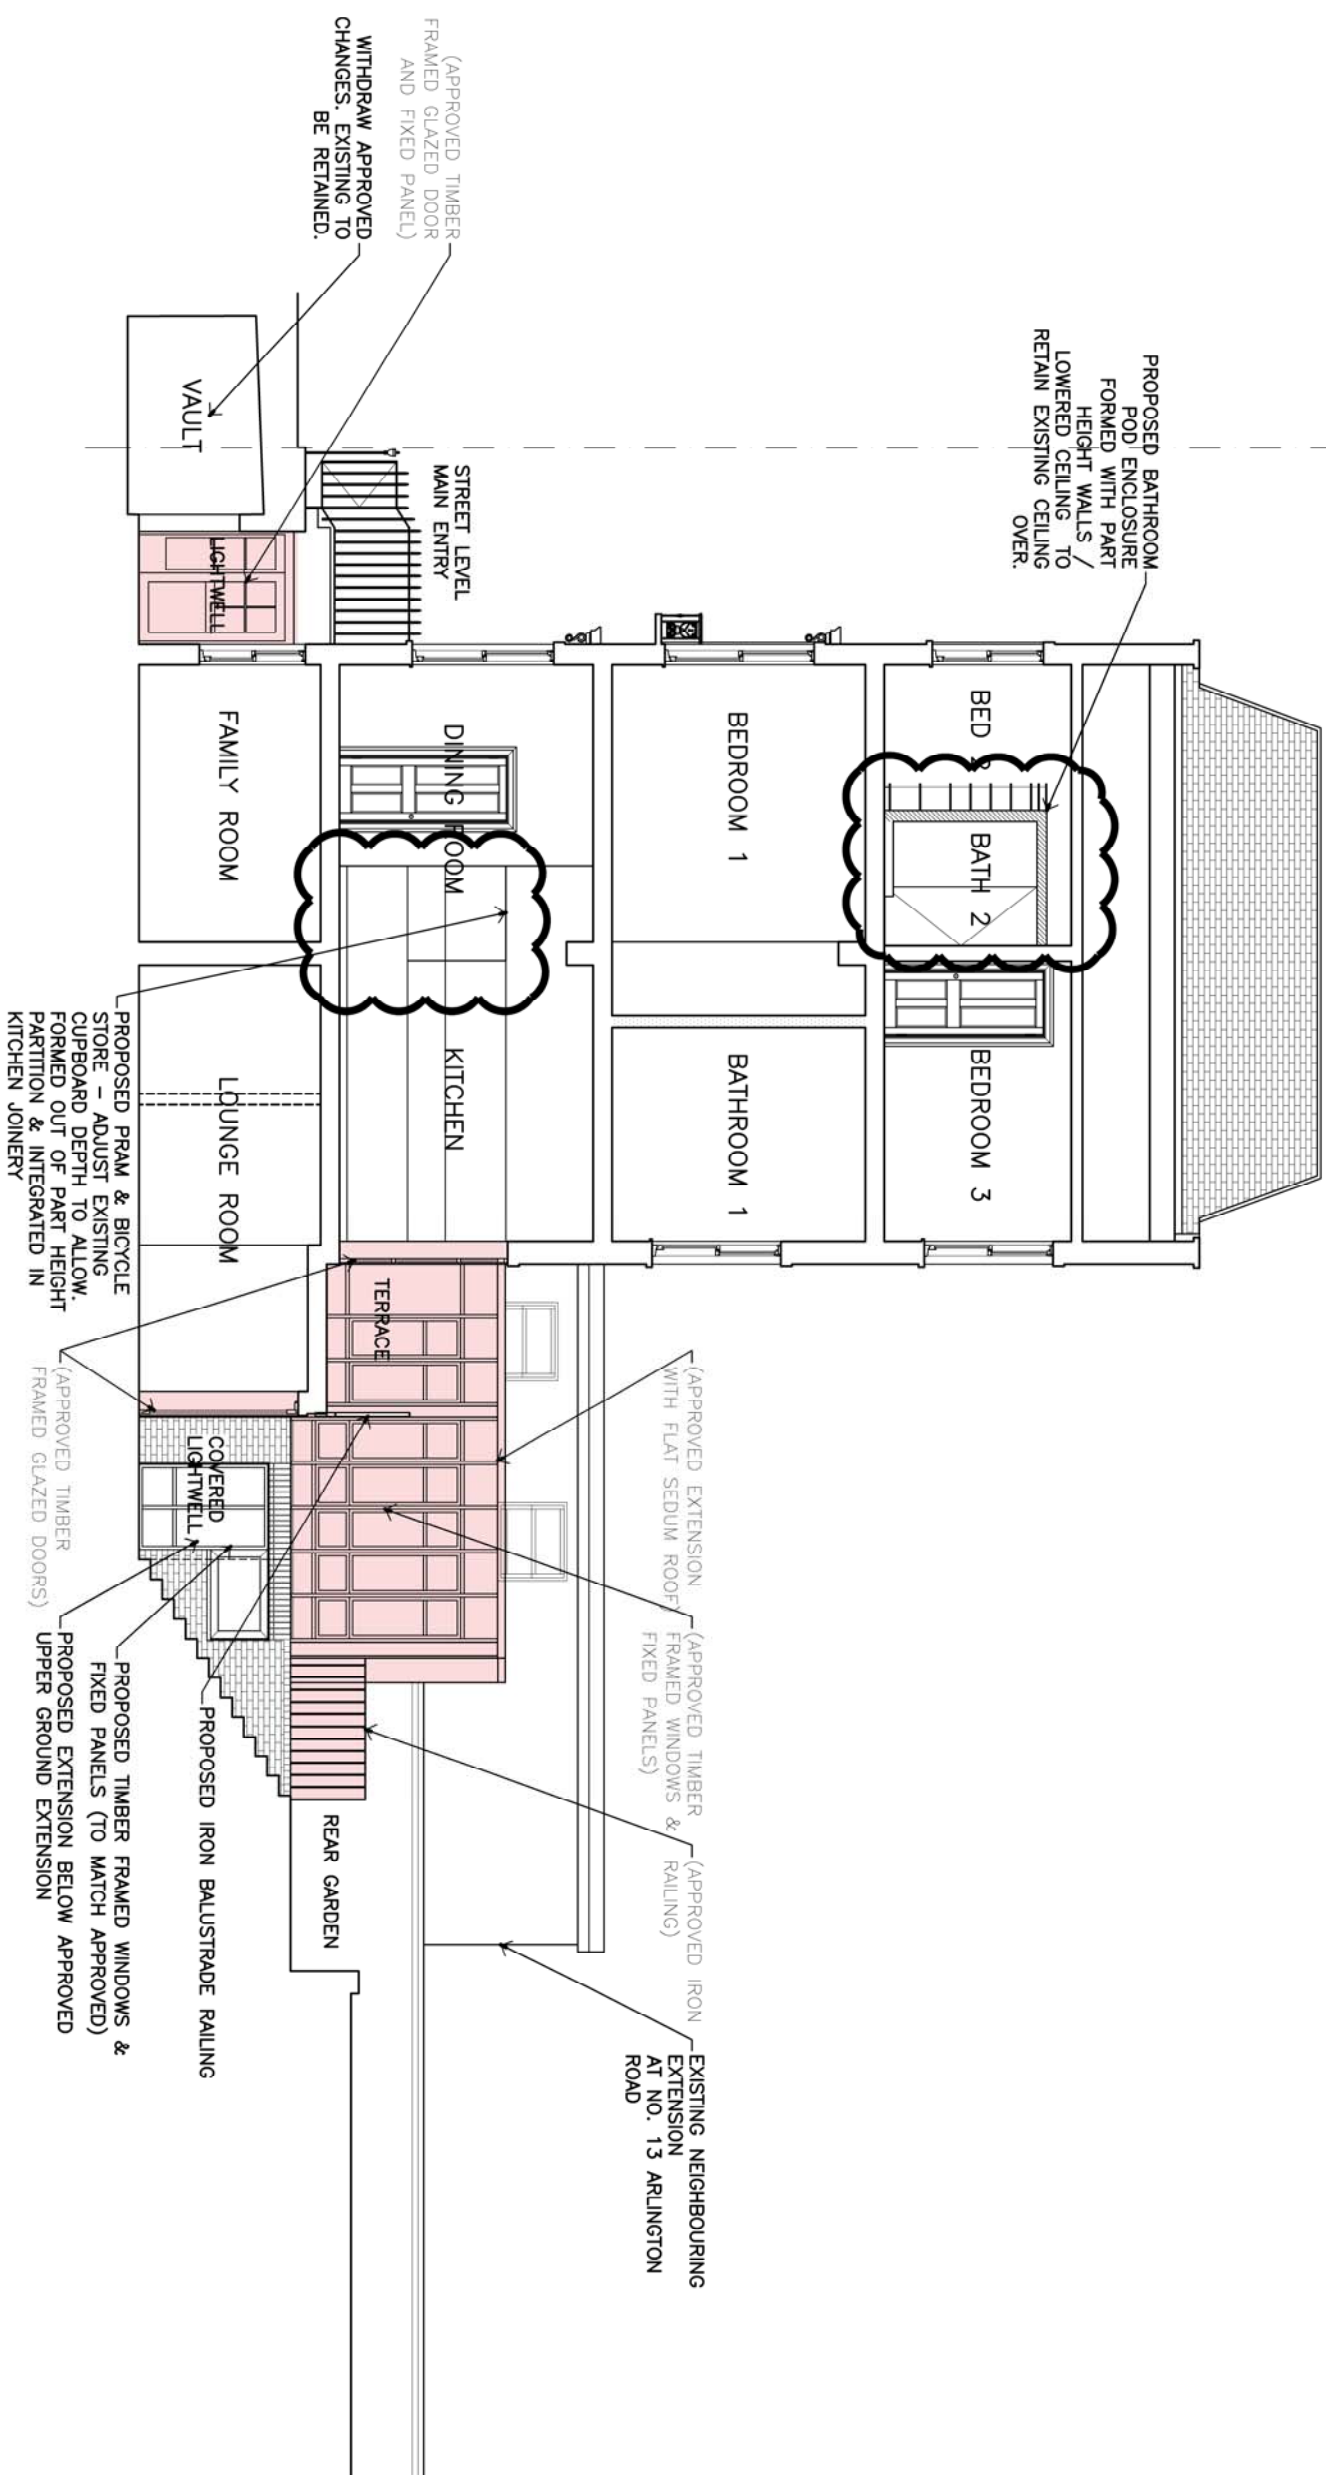 PROPOSED BATHROOM
POD ENCLOSURE
FORMED WITH PART
HEIGHT WALLS /
LOWERED CEILING TO
RETAIN EXISTING CEILING
OVER.
(APPROVED TIMBER
FRAMED GLAZED DOOR
AND FIXED PANEL)
WITHDRAW APPROVED
CHANGES. EXISTING TO
BE RETAINED.
STREET LEVEL
MAIN ENTRY
VAULT
LIGHTWELL
BED 2
BATH 2
BEDROOM 3
BEDROOM 1
BATHROOM 1
DINING ROOM
KITCHEN
FAMILY ROOM
LOUNGE ROOM
TERRACE
COVERED
LIGHTWELL
REAR GARDEN
(APPROVED EXTENSION
WITH FLAT SEDUM ROOF)
(APPROVED TIMBER
FRAMED WINDOWS &
FIXED PANELS)
(APPROVED IRON
RAILING)
EXISTING NEIGHBOURING
EXTENSION
AT NO. 13 ARLINGTON
ROAD
PROPOSED PRAM & BICYCLE
STORE - ADJUST EXISTING
CUPBOARD DEPTH TO ALLOW.
FORMED OUT OF PART HEIGHT
PARTITION & INTEGRATED IN
KITCHEN JOINERY
(APPROVED TIMBER
FRAMED GLAZED DOORS)
PROPOSED IRON BALUSTRADE RAILING
PROPOSED TIMBER FRAMED WINDOWS &
FIXED PANELS (TO MATCH APPROVED)
PROPOSED EXTENSION BELOW APPROVED
UPPER GROUND EXTENSION